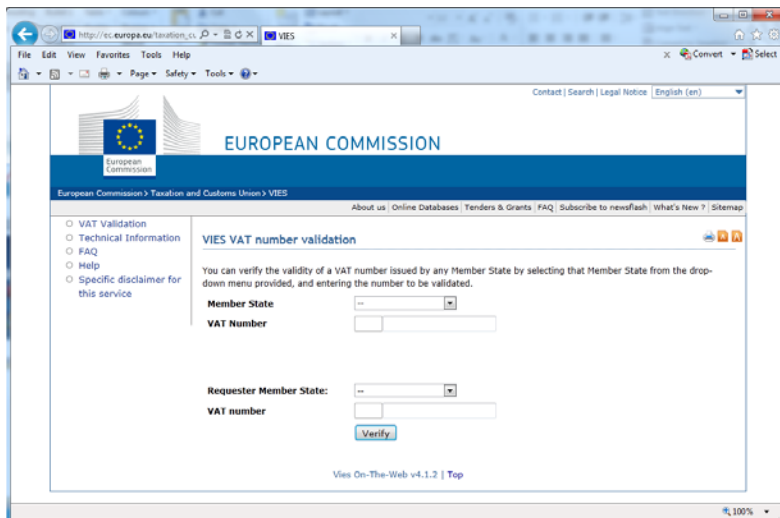 http://ec.europa.eu/taxation_cu
VIES
File Edit View Favorites Tools Help
Convert
Select
Page Safety Tools
Contact | Search | Legal Notice English (en)
European
Commission
EUROPEAN COMMISSION
European Commission > Taxation and Customs Union > VIES
About us Online Databases Tenders & Grants FAQ Subscribe to newsflash What's New ? Sitemap
VAT Validation
Technical Information
FAQ
Help
Specific disclaimer for
this service
VIES VAT number validation
You can verify the validity of a VAT number issued by any Member State by selecting that Member State from the drop-
down menu provided, and entering the number to be validated.
Member State --
VAT Number
Requester Member State: --
VAT number
Verify
Vies On-The-Web v4.1.2 | Top
100%